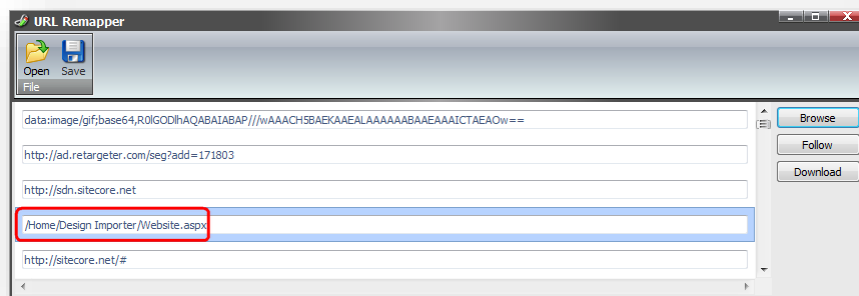 URL Remapper
Open Save
File
data:image/gif;base64,R0lGODlhAQABAIABAP///wAAACH5BAEKAAEALAAAAAABAAEAAAICTAEAOw==
Browse
http://ad.retargeter.com/seg?add=171803
Follow
Download
http://sdn.sitecore.net
/Home/Design Importer/Website.aspx
http://sitecore.net/#